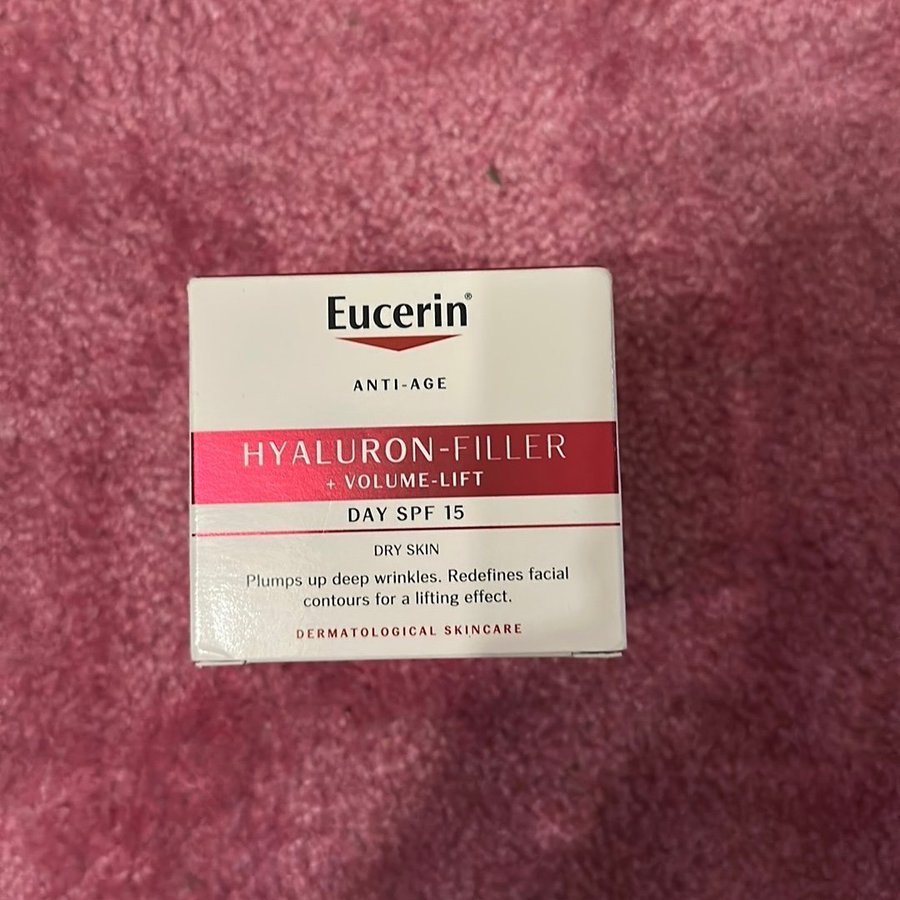 Eucerin®
ANTI-AGE
HYALURON-FILLER
+ VOLUME-LIFT
DAY SPF 15
DRY SKIN
Plumps up deep wrinkles. Redefines facial
contours for a lifting effect.
DERMATOLOGICAL SKINCARE